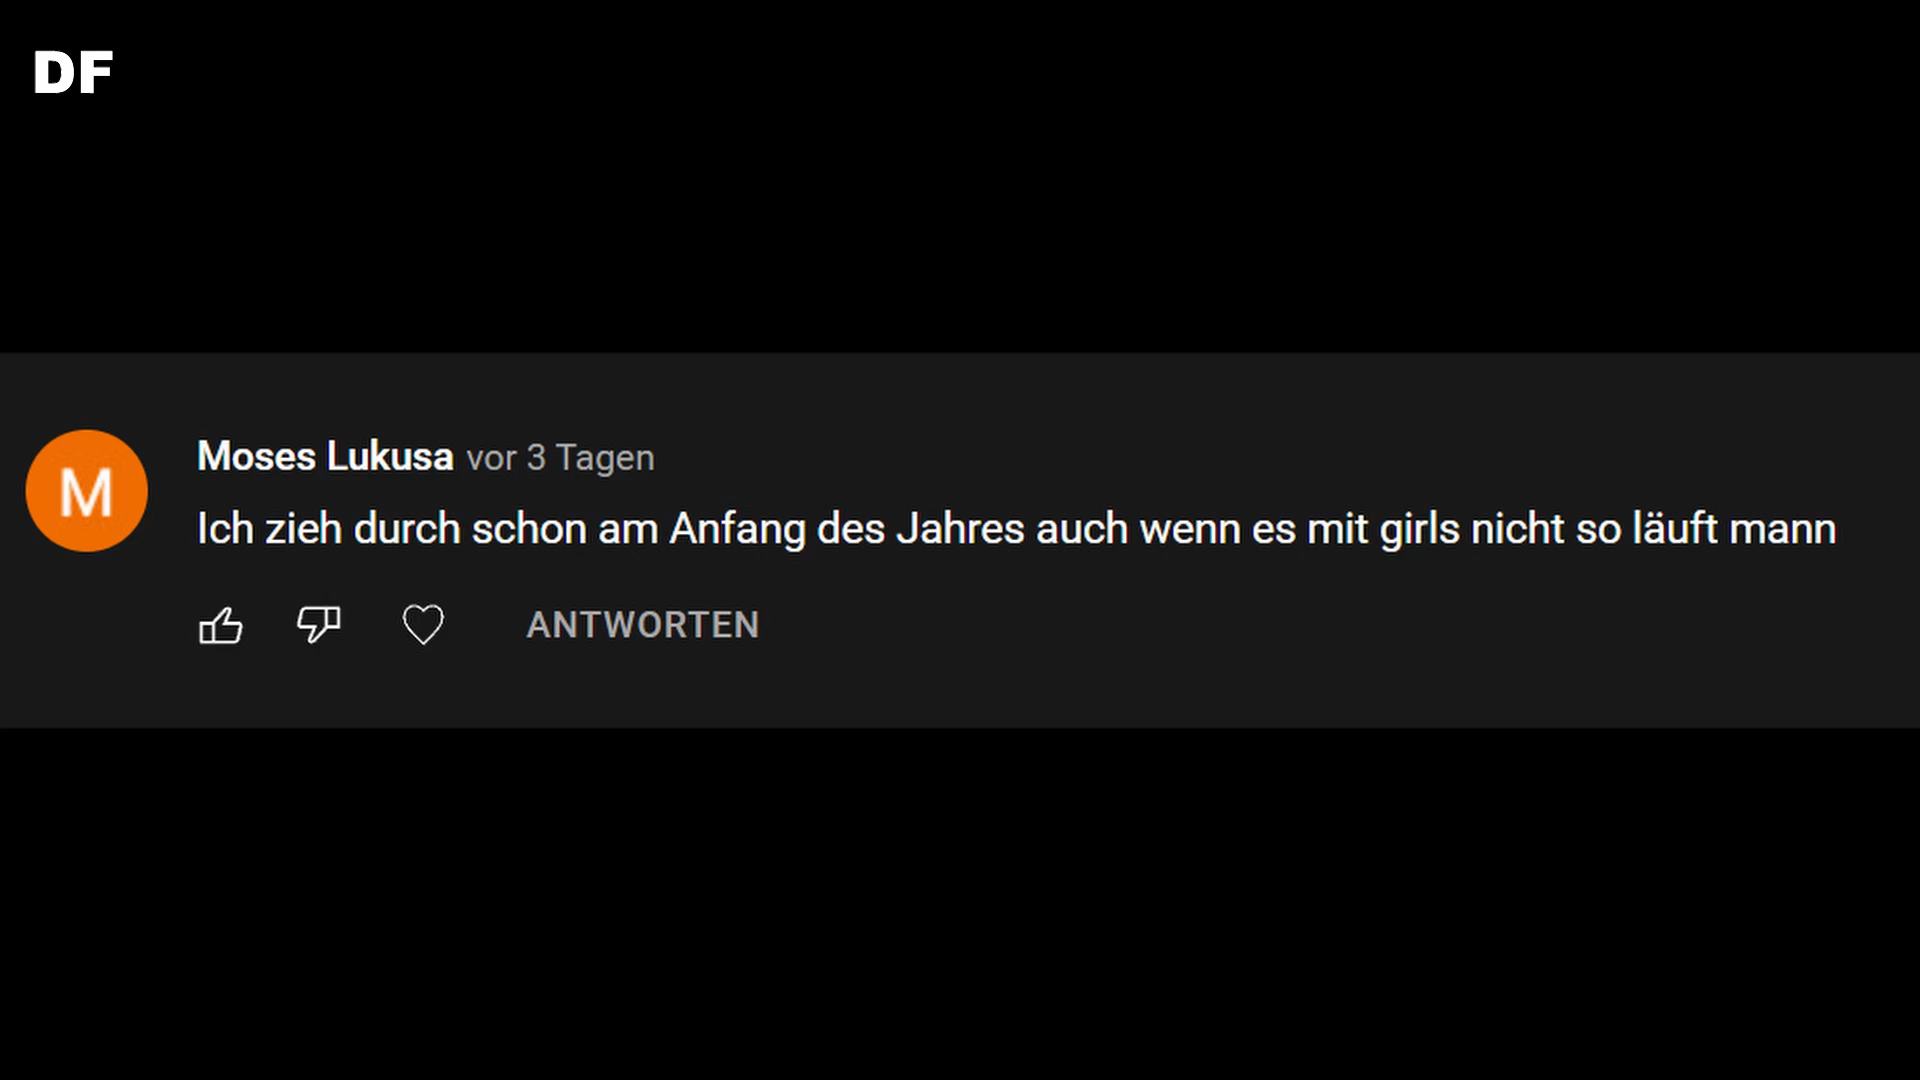 DF
Moses Lukusa vor 3 Tagen
Ich zieh durch schon am Anfang des Jahres auch wenn es mit girls nicht so läuft mann
ANTWORTEN
M